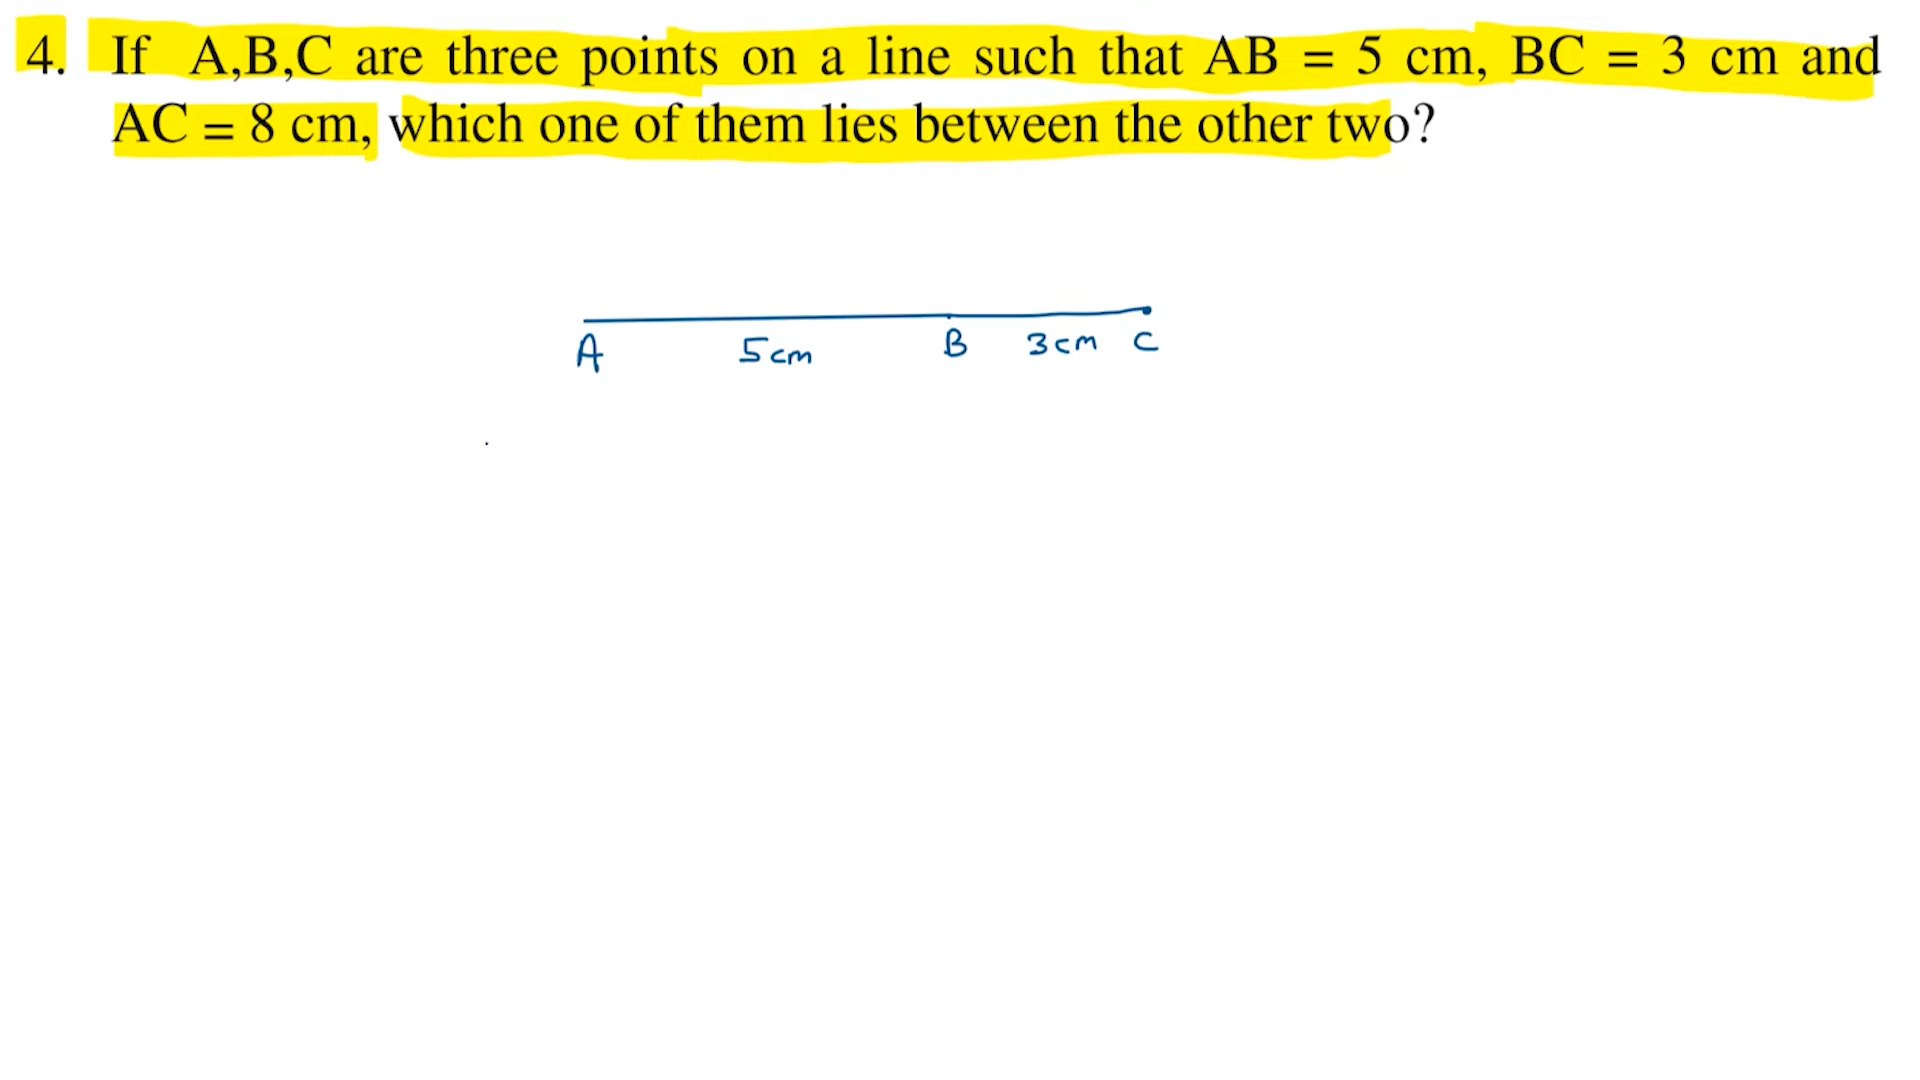 4. If A,B,C are three points on a line such that AB = 5 cm, BC = 3 cm and
AC = 8 cm, which one of them lies between the other two?
A 5cm B 3cm C